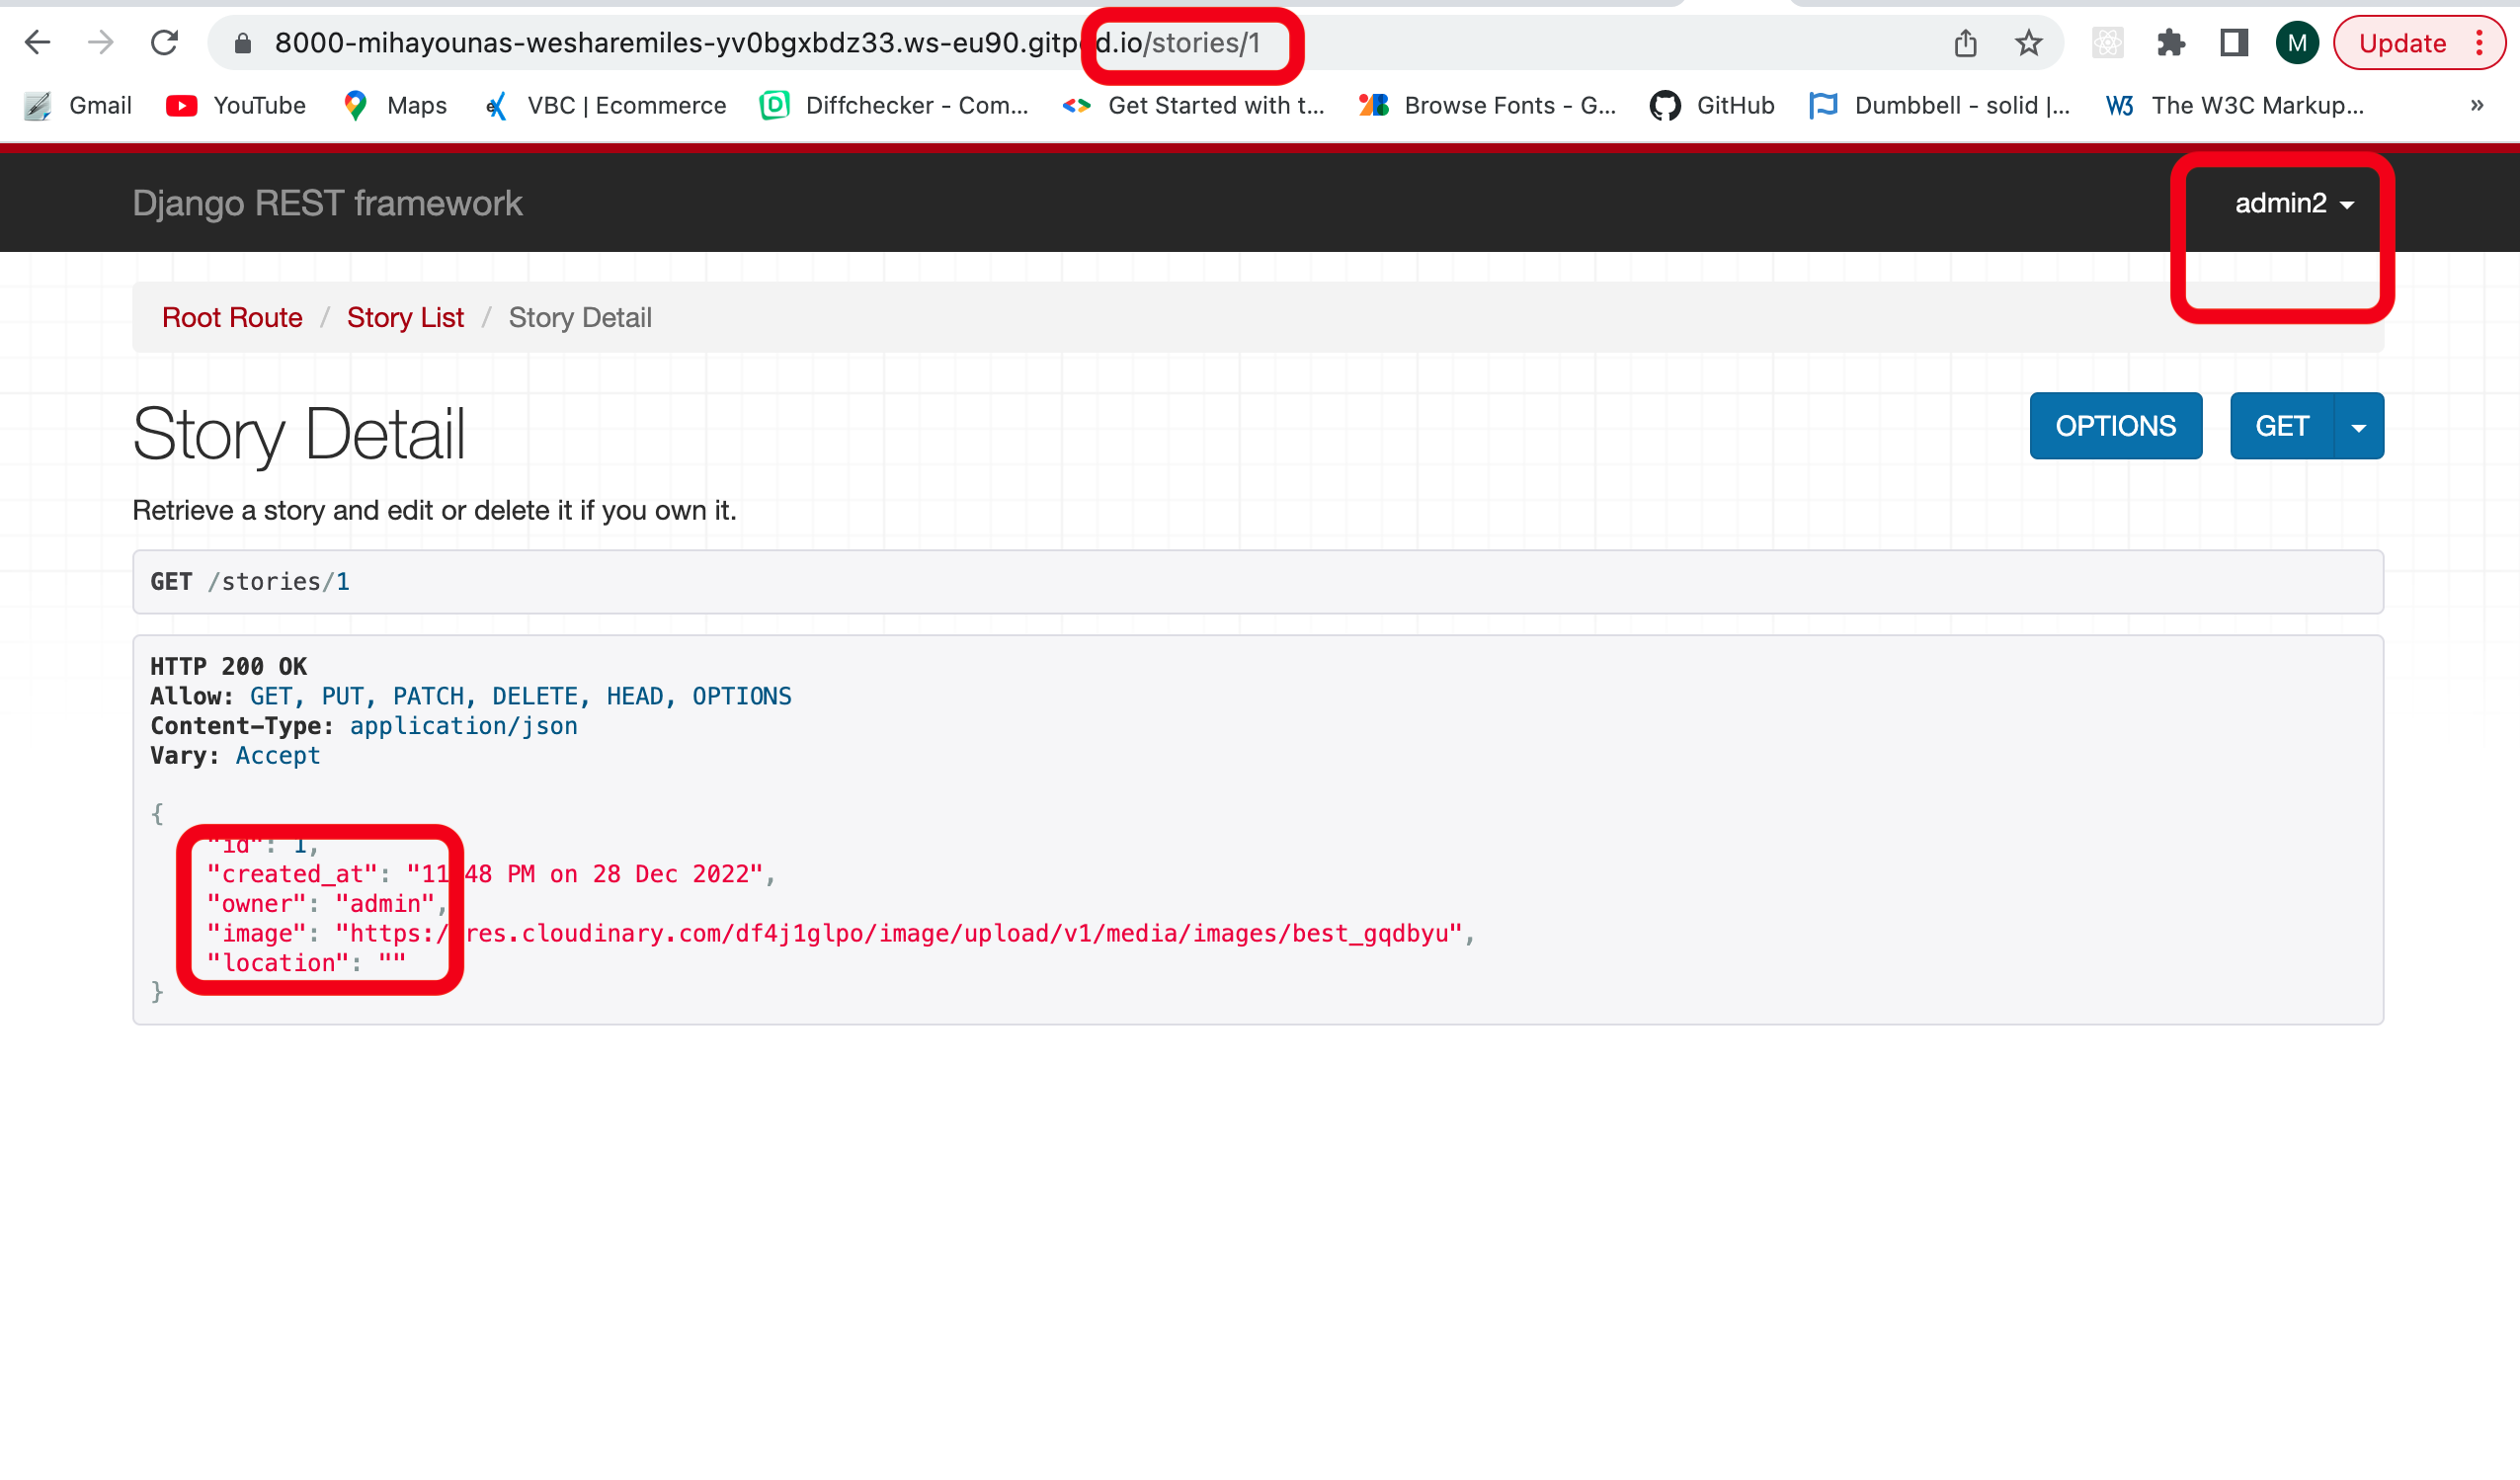 8000-mihayounas-wesharemiles-yv0bgxbdz33.ws-eu90.gitpod.io/stories/1
M
Update
Gmail YouTube Maps VBC | Ecommerce Diffchecker - Com... Get Started with t... Browse Fonts - G... GitHub Dumbbell - solid |... The W3C Markup... »
Django REST framework
admin2
Root Route / Story List / Story Detail
Story Detail
OPTIONS GET
Retrieve a story and edit or delete it if you own it.
GET /stories/1
HTTP 200 OK
Allow: GET, PUT, PATCH, DELETE, HEAD, OPTIONS
Content-Type: application/json
Vary: Accept
{
"id": 1,
"created_at": "11:48 PM on 28 Dec 2022",
"owner": "admin",
"image": "https://res.cloudinary.com/df4j1glpo/image/upload/v1/media/images/best_gqdbyu",
"location": ""
}